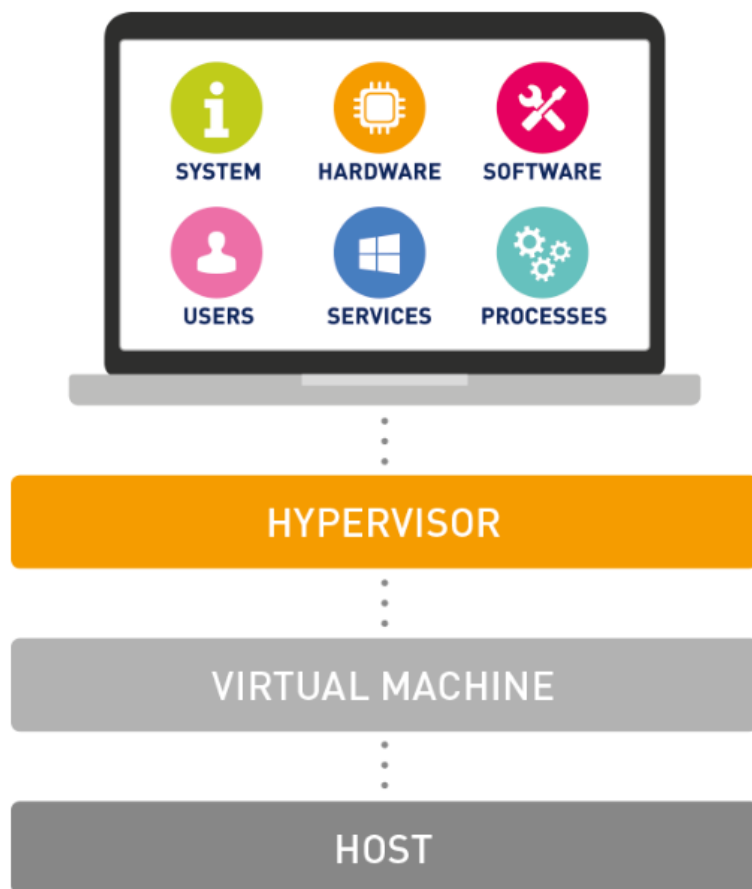 SYSTEM HARDWARE SOFTWARE
USERS SERVICES PROCESSES
HYPERVISOR
VIRTUAL MACHINE
HOST